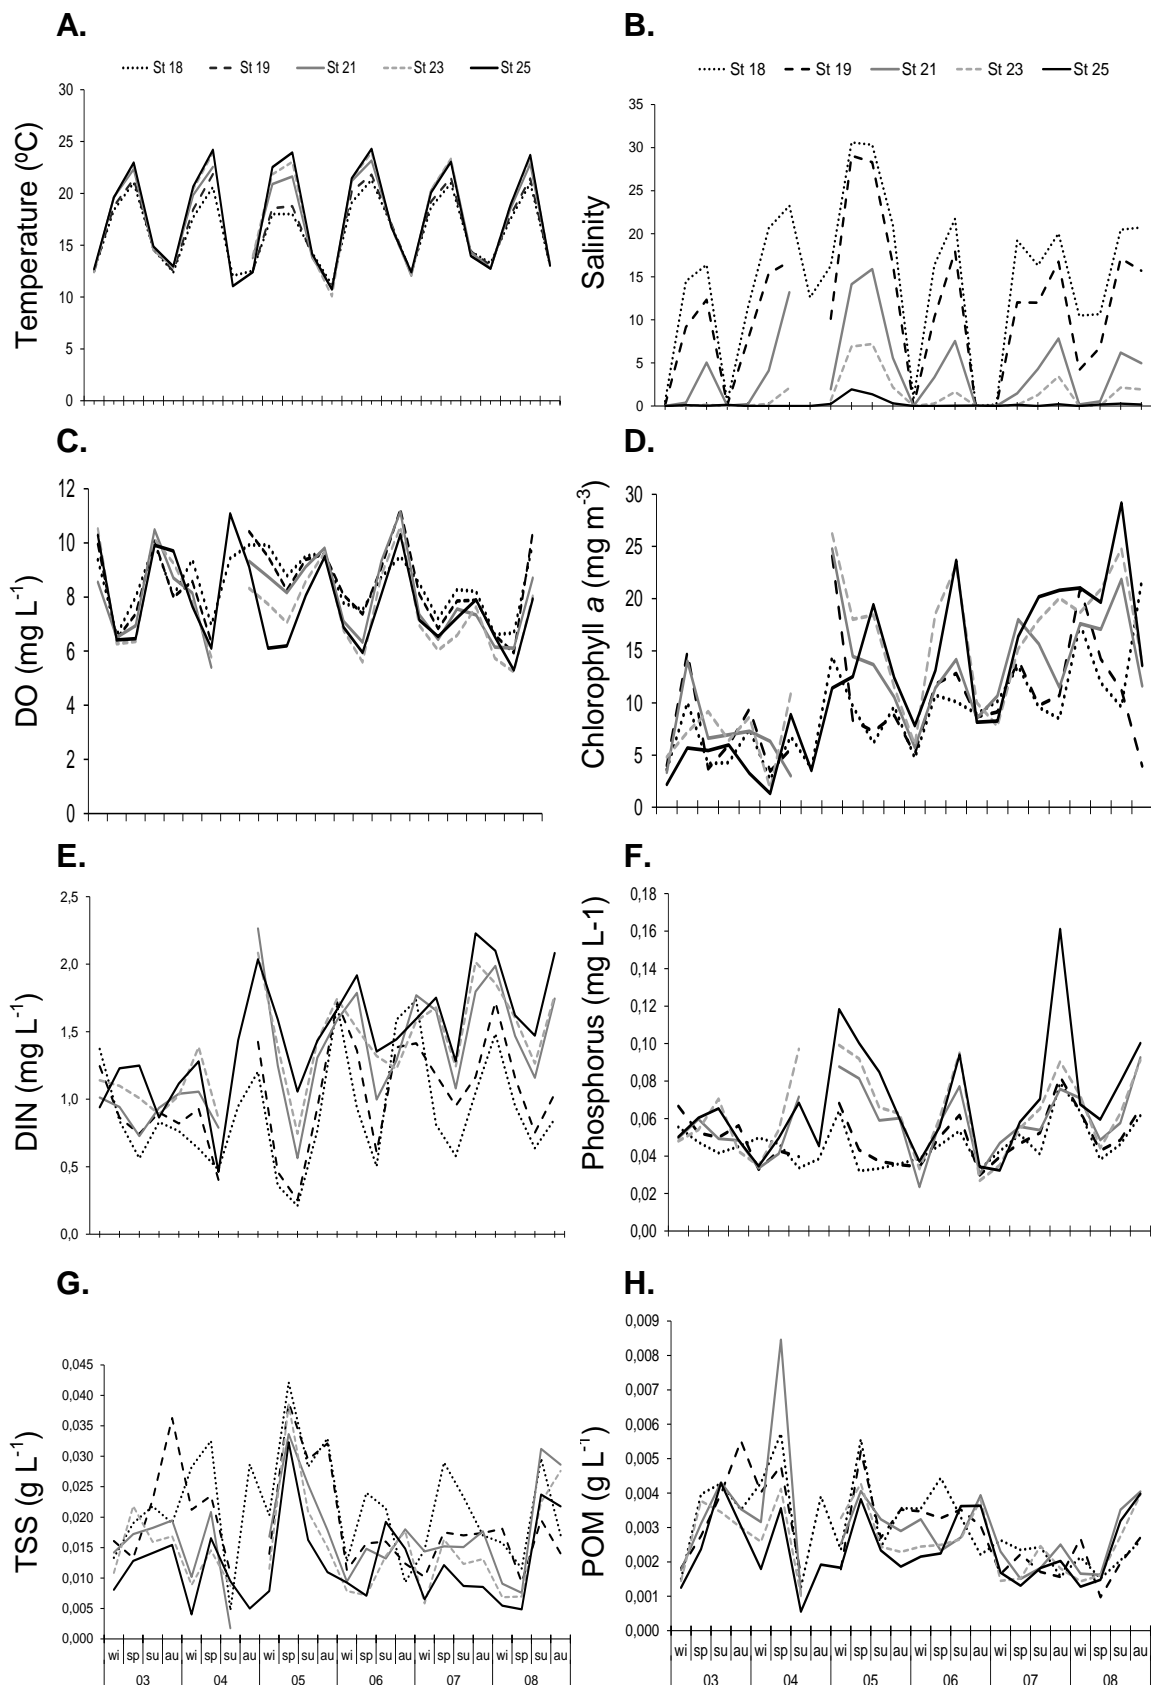 A.
St 18 St 19 St 21 St 23 St 25
30
25
20
15
10
5
0
Temperature (ºC)
B.
St 18 St 19 St 21 St 23 St 25
35
30
25
20
15
10
5
0
Salinity
C.
12
10
8
6
4
2
0
DO (mg L-1)
D.
30
25
20
15
10
5
0
Chlorophyll a (mg m-3)
E.
2,5
2,0
1,5
1,0
0,5
0,0
DIN (mg L-1)
F.
0,18
0,16
0,14
0,12
0,10
0,08
0,06
0,04
0,02
0,00
Phosphorus (mg L-1)
G.
0,045
0,040
0,035
0,030
0,025
0,020
0,015
0,010
0,005
0,000
TSS (g L-1)
wi sp su au wi sp su au wi sp su au wi sp su au wi sp su au wi sp su au
03 04 05 06 07 08
H.
0,009
0,008
0,007
0,006
0,005
0,004
0,003
0,002
0,001
0,000
POM (g L-1)
wi sp su au wi sp su au wi sp su au wi sp su au wi sp su au wi sp su au
03 04 05 06 07 08